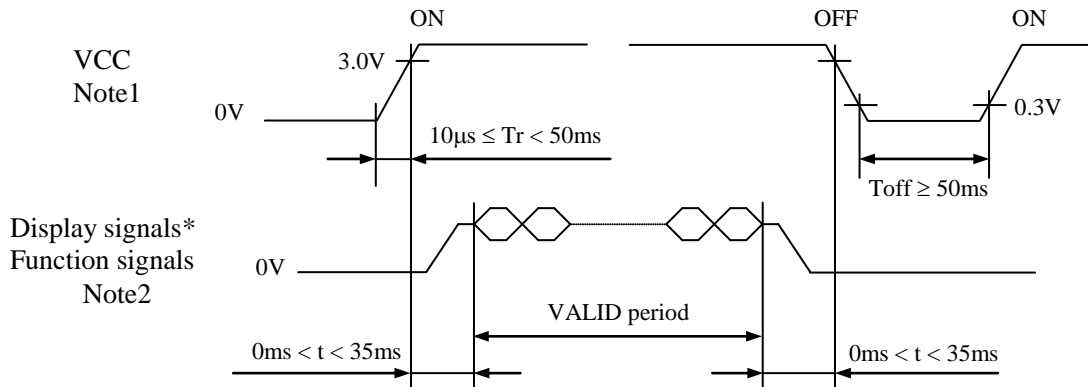 ON
OFF
ON
VCC
Note1
3.0V
0V
0.3V
10μs ≤ Tr < 50ms
Toff ≥ 50ms
Display signals*
Function signals
Note2
0V
VALID period
0ms < t < 35ms
0ms < t < 35ms